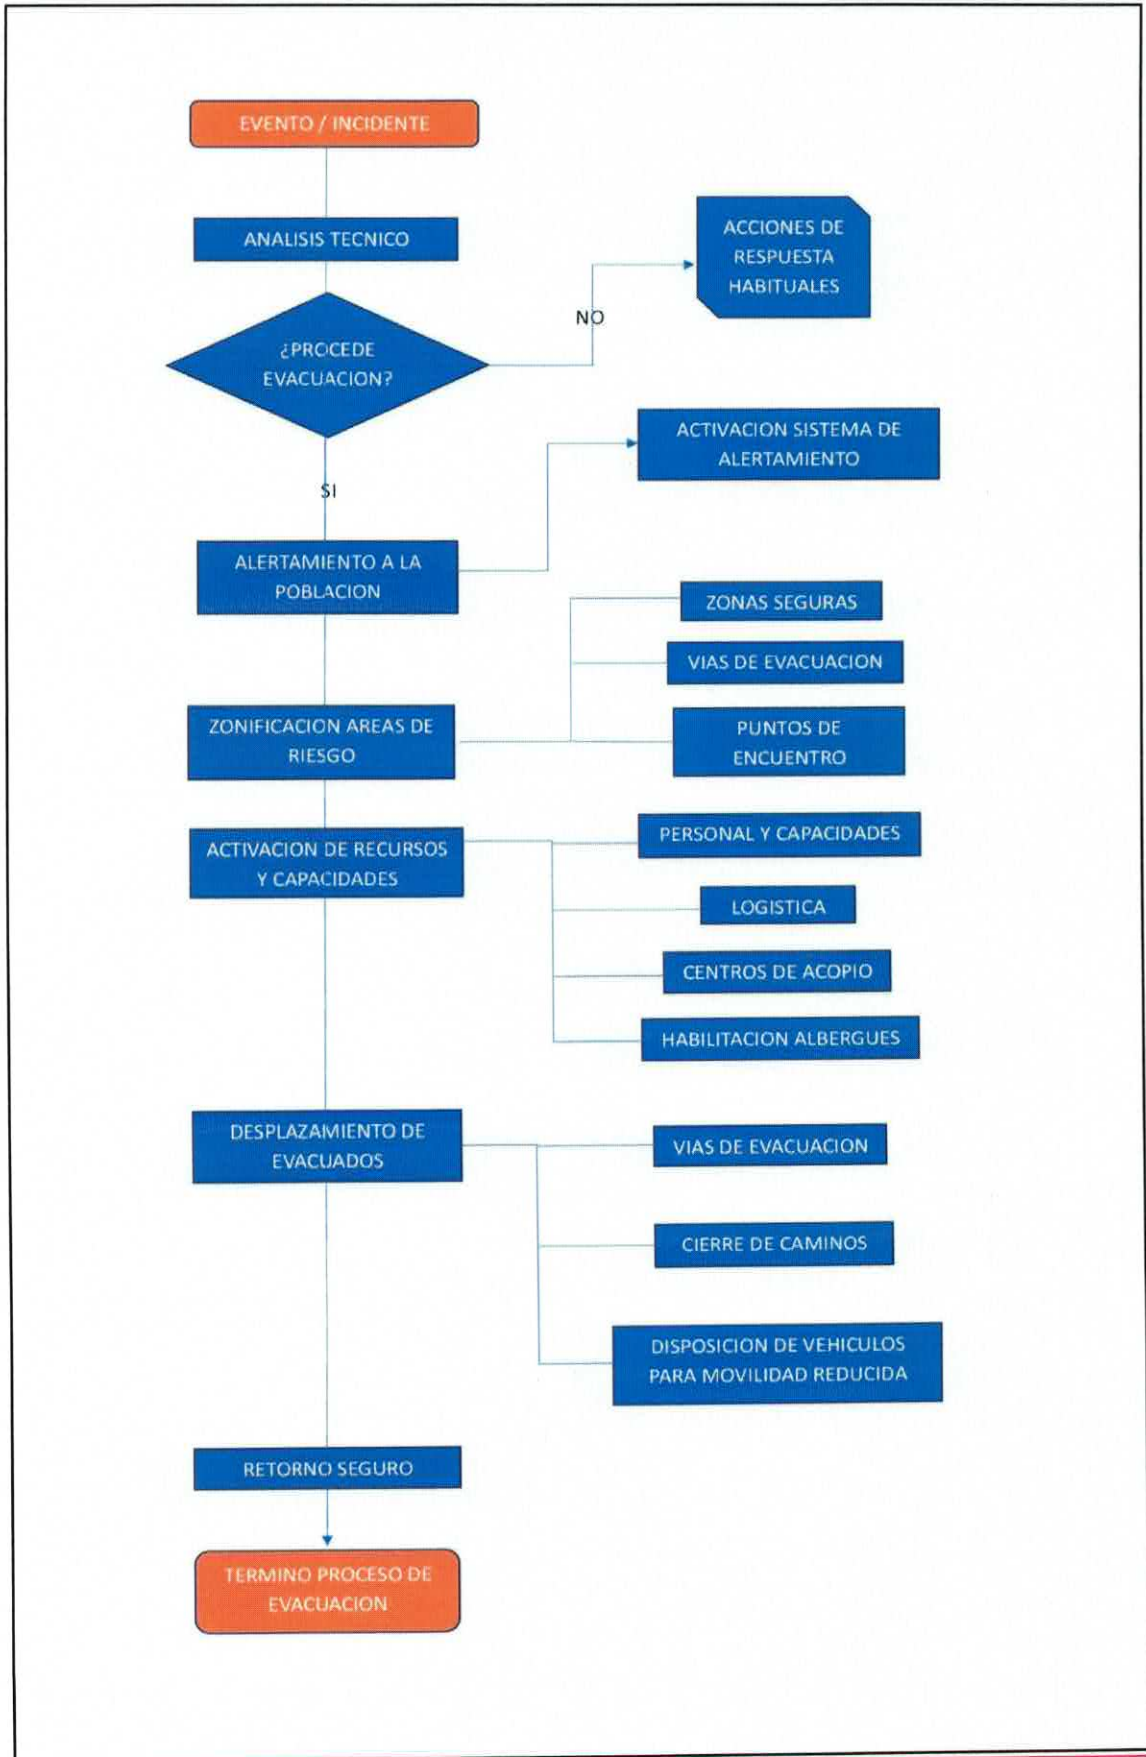 EVENTO / INCIDENTE
ANALISIS TECNICO
ACCIONES DE
RESPUESTA
HABITUALES
NO
¿PROCEDE
EVACUACION?
ACTIVACION SISTEMA DE
ALERTAMIENTO
SI
ALERTAMIENTO A LA
POBLACION
ZONAS SEGURAS
VIAS DE EVACUACION
ZONIFICACION AREAS DE
RIESGO
PUNTOS DE
ENCUENTRO
ACTIVACION DE RECURSOS
Y CAPACIDADES
PERSONAL Y CAPACIDADES
LOGISTICA
CENTROS DE ACOPIO
HABILITACION ALBERGUES
DESPLAZAMIENTO DE
EVACUADOS
VIAS DE EVACUACION
CIERRE DE CAMINOS
DISPOSICION DE VEHICULOS
PARA MOVILIDAD REDUCIDA
RETORNO SEGURO
TERMINO PROCESO DE
EVACUACION